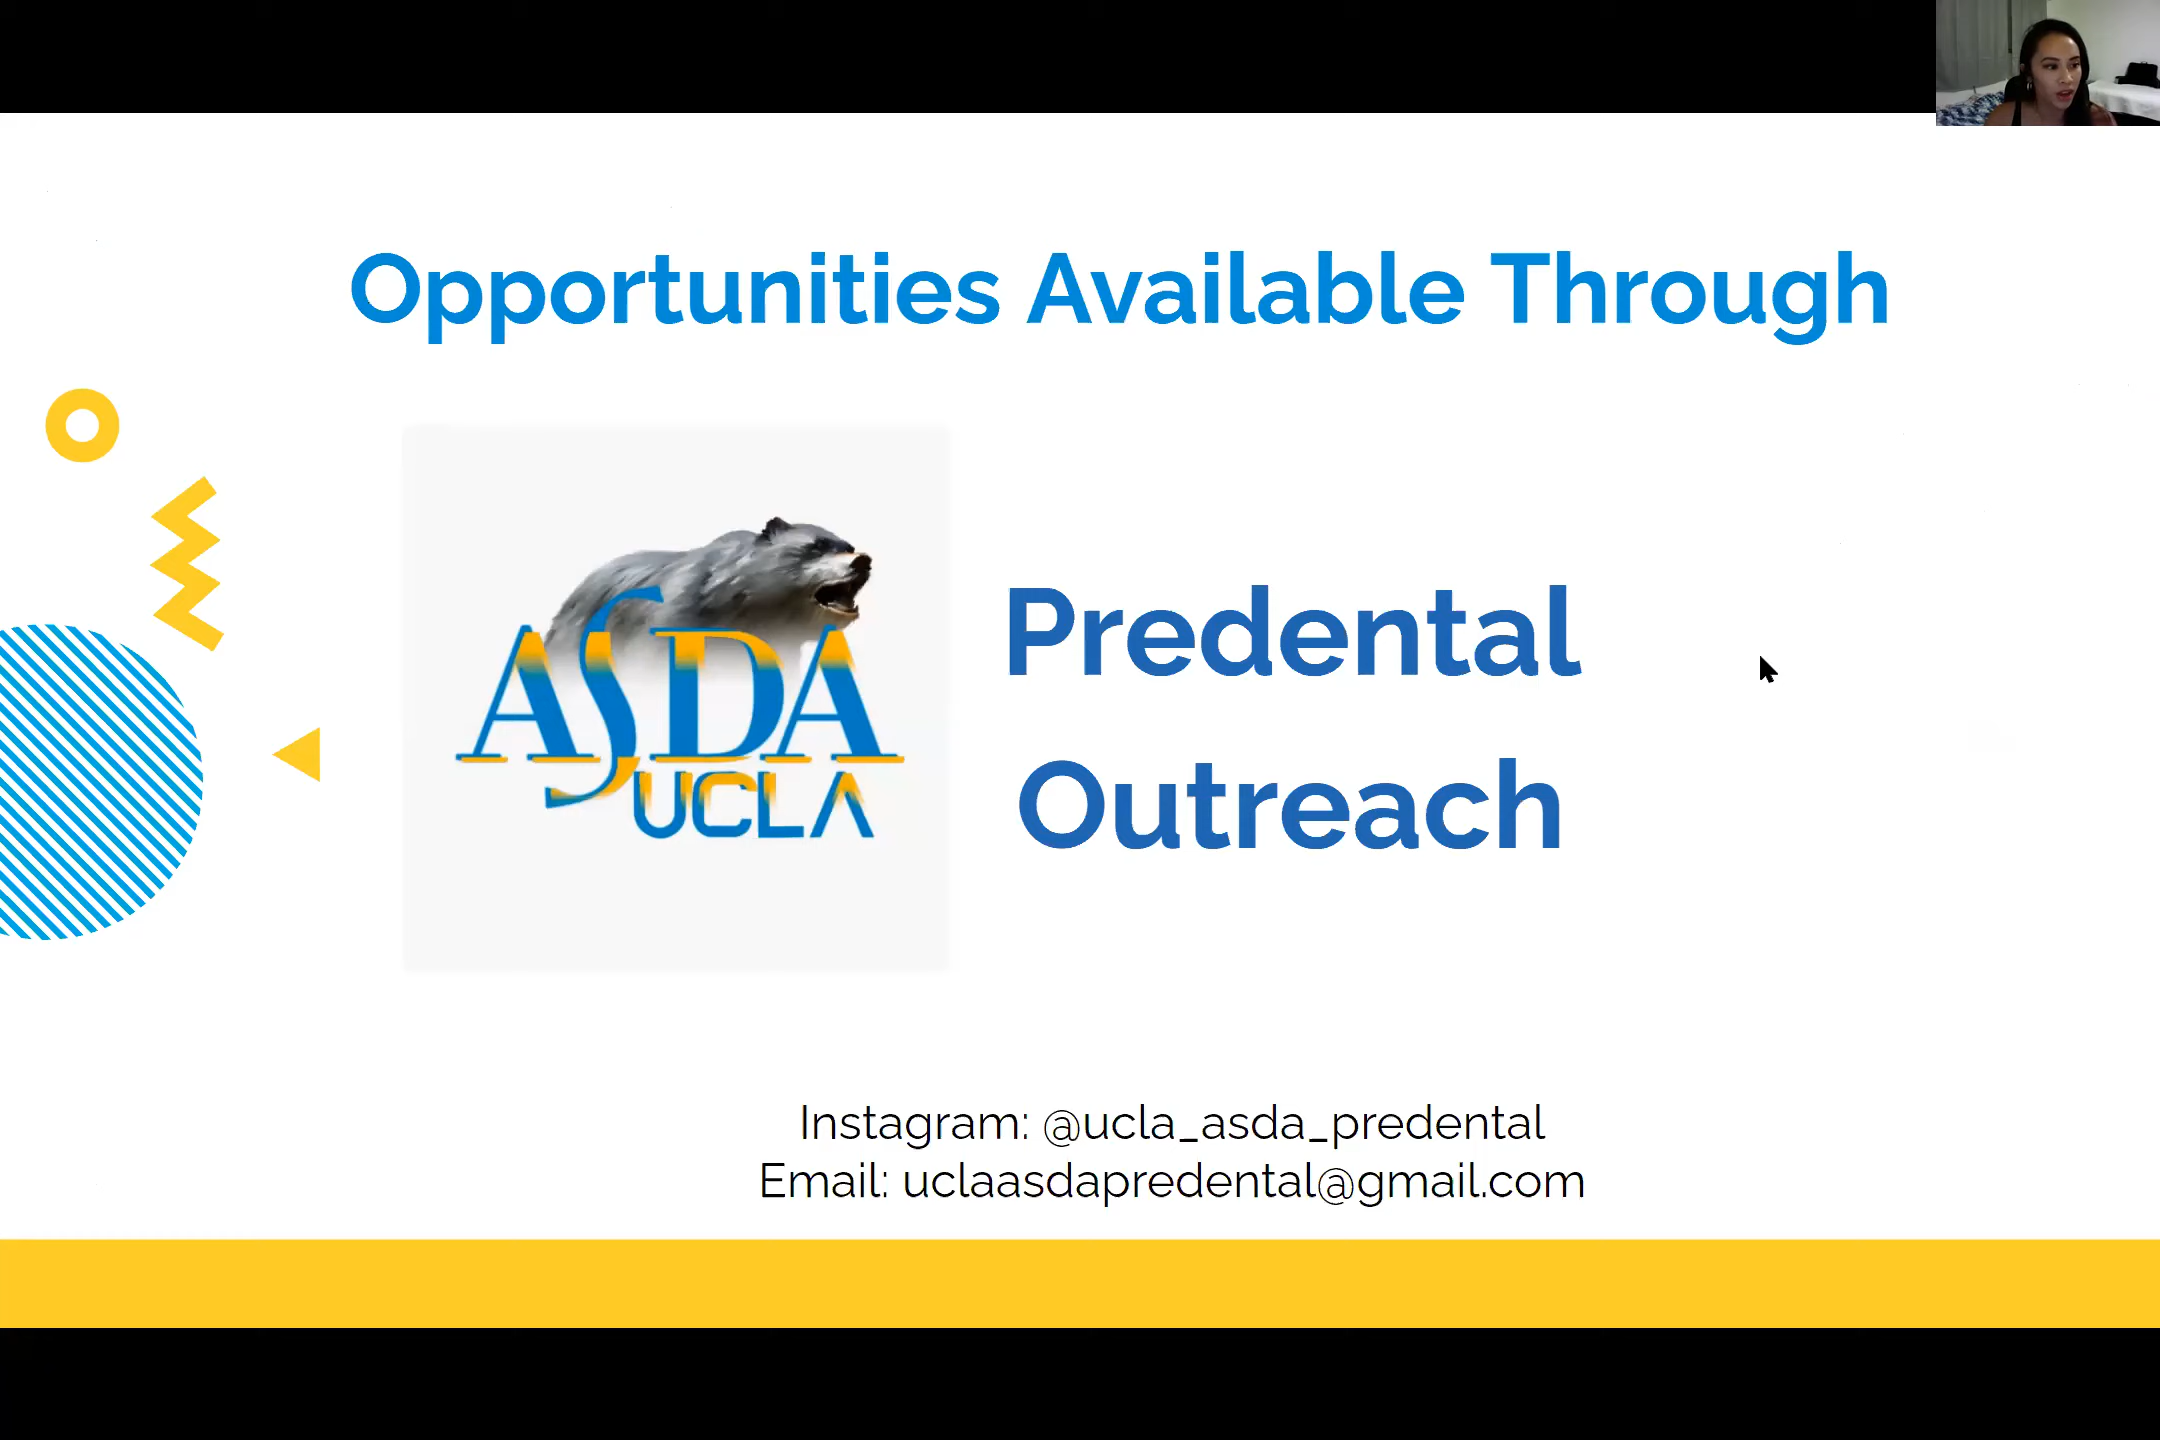 Opportunities Available Through
ASDA
UCLA
Predental
Outreach
Instagram: @ucla_asda_predental
Email: uclaasdapredental@gmail.com